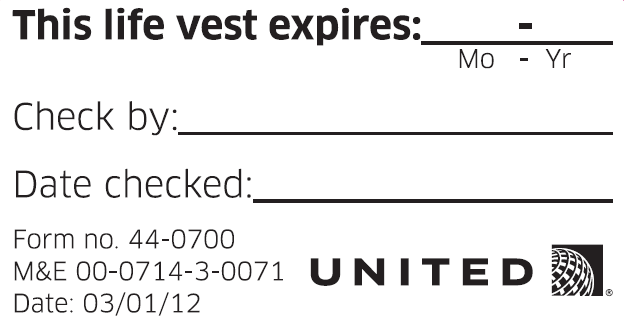 This life vest expires: -
Mo - Yr
Check by:
Date checked:
Form no. 44-0700
M&E 00-0714-3-0071
Date: 03/01/12
UNITED ®